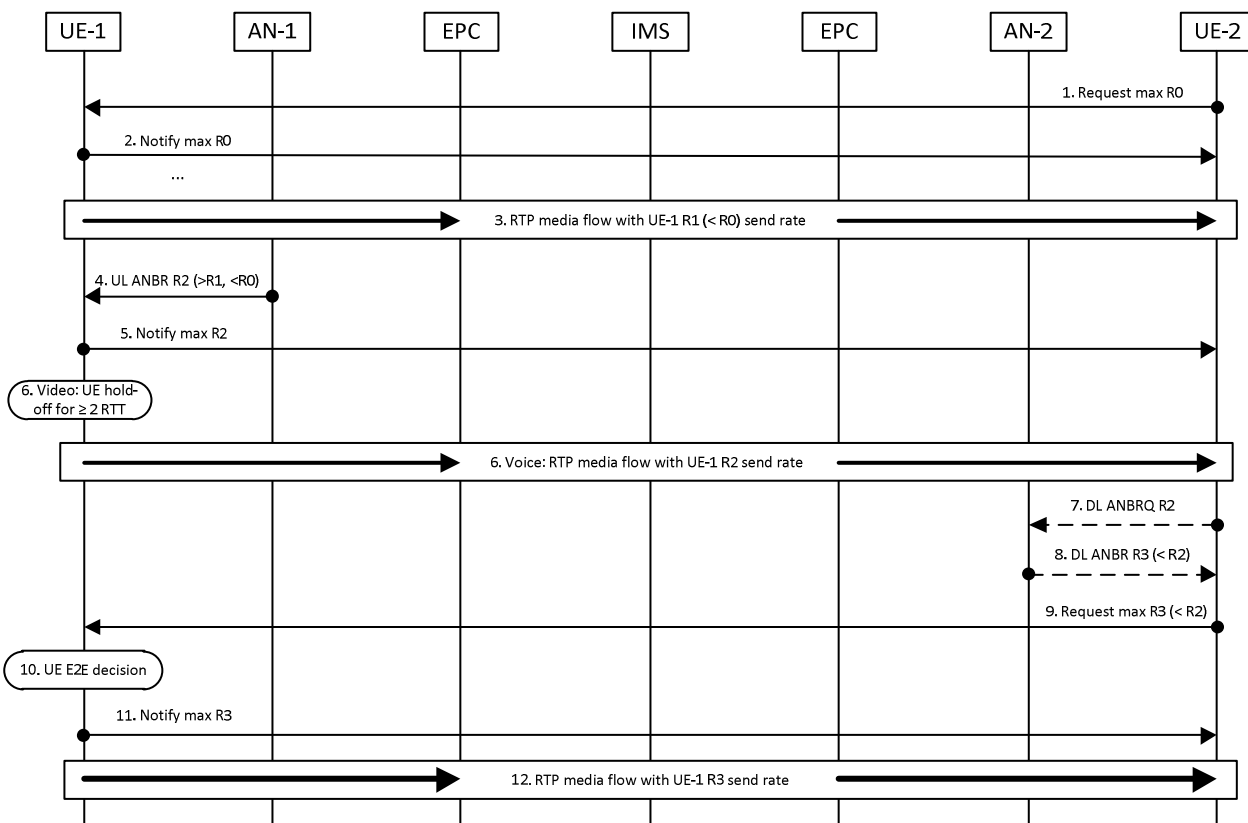 UE-1
AN-1
EPC
IMS
EPC
AN-2
UE-2
1. Request max R0
2. Notify max R0
...
3. RTP media flow with UE-1 R1 (< R0) send rate
4. UL ANBR R2 (>R1, <R0)
5. Notify max R2
6. Video: UE hold-
off for ≥ 2 RTT
6. Voice: RTP media flow with UE-1 R2 send rate
7. DL ANBRQ R2
8. DL ANBR R3 (< R2)
9. Request max R3 (< R2)
10. UE E2E decision
11. Notify max R3
12. RTP media flow with UE-1 R3 send rate